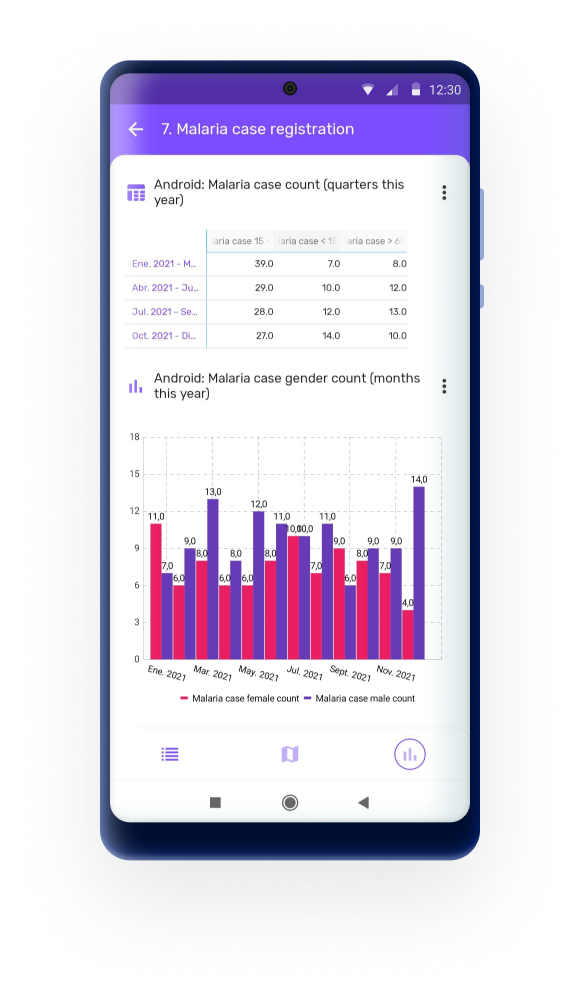 12:30
7. Malaria case registration
Android: Malaria case count (quarters this
year)
aria case 15 aria case < 15 aria case > 6
Ene. 2021 - M... 39.0 7.0 8.0
Abr. 2021 - Ju... 29.0 10.0 12.0
Jul. 2021 - Se... 28.0 12.0 13.0
Oct. 2021 - Di... 27.0 14.0 10.0
Android: Malaria case gender count (months
this year)
18
15
12
9
6
3
0
11,0 7,0 6,0 9,0 8,0 13,0 6,0 8,0 6,0 12,0 8,0 11,0 10,0 10,0 7,0 11,0 9,0 6,0 8,0 9,0 7,0 9,0 4,0 14,0
Ene. 2021 Mar. 2021 May. 2021 Jul. 2021 Sept. 2021 Nov. 2021
Malaria case female count Malaria case male count